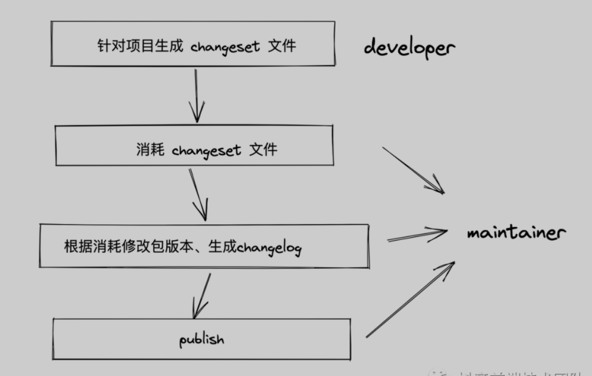 针对项目生成 changeset 文件
developer
消耗 changeset 文件
根据消耗修改包版本、生成changelog
maintainer
publish